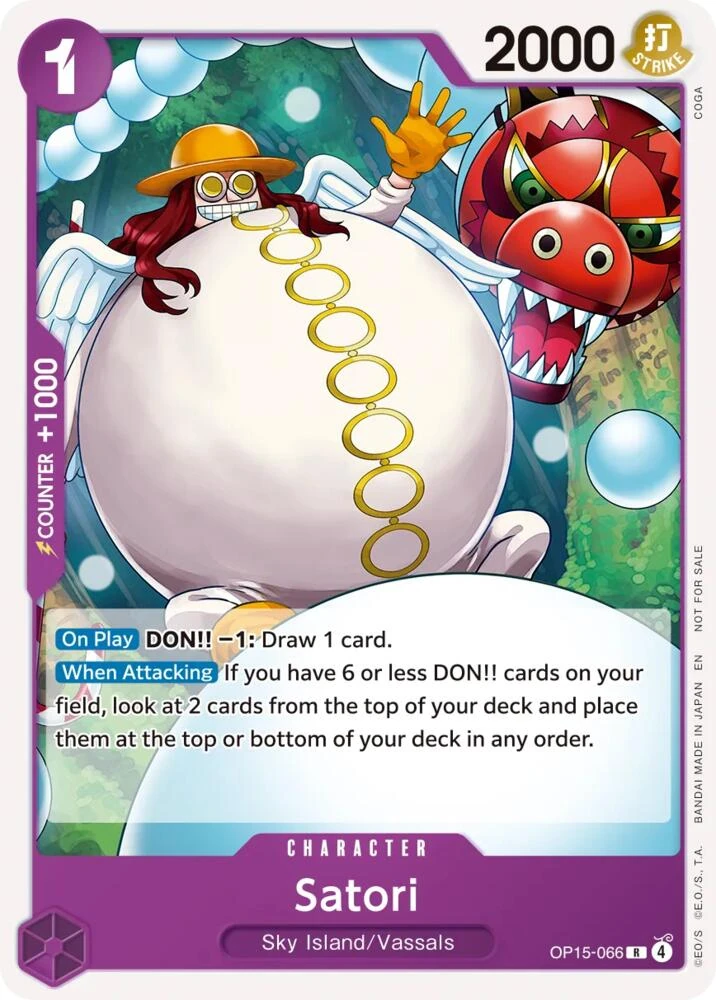 1
2000
打
STRIKE
COGA
COUNTER +1000
On Play DON!! −1: Draw 1 card.
When Attacking If you have 6 or less DON!! cards on your
field, look at 2 cards from the top of your deck and place
them at the top or bottom of your deck in any order.
CHARACTER
Satori
Sky Island/Vassals
OP15-066 R 4
©E.O/S ©E.O./S., T.A. BANDAI MADE IN JAPAN EN NOT FOR SALE